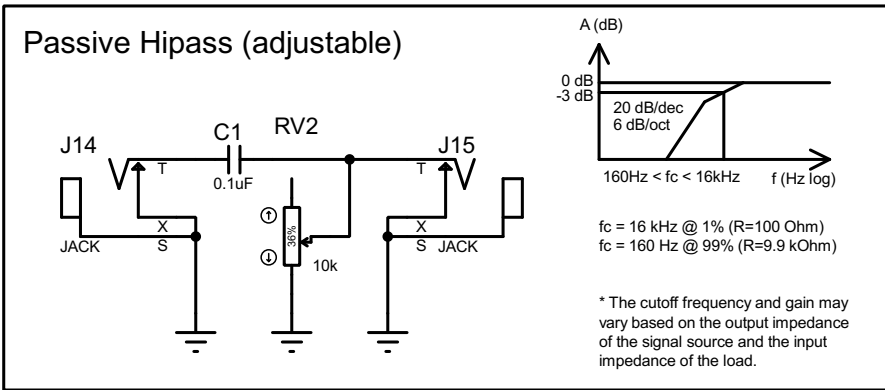 Passive Hipass (adjustable)
J14
C1
RV2
J15
T
0.1uF
T
X
S
JACK
36%
10k
X
S
JACK
A (dB)
0 dB
-3 dB
20 dB/dec
6 dB/oct
160Hz < fc < 16kHz
f (Hz log)
fc = 16 kHz @ 1% (R=100 Ohm)
fc = 160 Hz @ 99% (R=9.9 kOhm)
* The cutoff frequency and gain may
vary based on the output impedance
of the signal source and the input
impedance of the load.